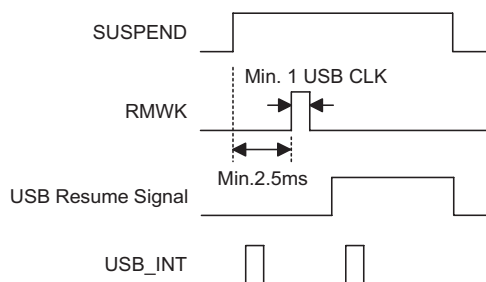 SUSPEND
Min. 1 USB CLK
RMWK
Min.2.5ms
USB Resume Signal
USB_INT